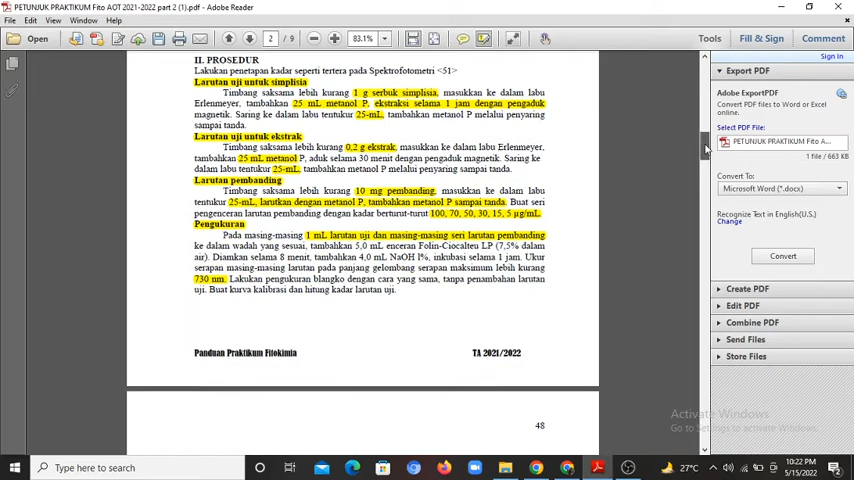 PETUNJUK PRAKTIKUM Fito AOT 2021-2022 part 2 (1).pdf - Adobe Reader
File Edit View Window Help
Open 2 / 9 83.1% Tools Fill & Sign Comment
Sign In
Export PDF
Adobe ExportPDF
Convert PDF files to Word or Excel
online.
Select PDF File:
PETUNJUK PRAKTIKUM Fito A...
1 file / 663 KB
Convert To:
Microsoft Word (*.docx)
Recognize Text in English(U.S.)
Change
Convert
Create PDF
Edit PDF
Combine PDF
Send Files
Store Files
II. PROSEDUR
Lakukan penetapan kadar seperti tertera pada Spektrofotometri <51>
Larutan uji untuk simplisia
Timbang saksama lebih kurang 1 g serbuk simplisia, masukkan ke dalam labu
Erlenmeyer, tambahkan 25 mL metanol P, ekstraksi selama 1 jam dengan pengaduk
magnetik. Saring ke dalam labu tentukur 25-mL, tambahkan metanol P melalui penyaring
sampai tanda.
Larutan uji untuk ekstrak
Timbang saksama lebih kurang 0,2 g ekstrak, masukkan ke dalam labu Erlenmeyer,
tambahkan 25 mL metanol P, aduk selama 30 menit dengan pengaduk magnetik. Saring ke
dalam labu tentukur 25-mL, tambahkan metanol P melalui penyaring sampai tanda.
Larutan pembanding
Timbang saksama lebih kurang 10 mg pembanding, masukkan ke dalam labu
tentukur 25-mL, larutkan dengan metanol P, tambahkan metanol P sampai tanda. Buat seri
pengenceran larutan pembanding dengan kadar berturut-turut 100, 70, 50, 30, 15, 5 µg/mL.
Pengukuran
Pada masing-masing 1 mL larutan uji dan masing-masing seri larutan pembanding
ke dalam wadah yang sesuai, tambahkan 5,0 mL enceran Folin-Ciocalteu LP (7,5% dalam
air). Diamkan selama 8 menit, tambahkan 4,0 mL NaOH 1%, inkubasi selama 1 jam. Ukur
serapan masing-masing larutan pada panjang gelombang serapan maksimum lebih kurang
730 nm. Lakukan pengukuran blangko dengan cara yang sama, tanpa penambahan larutan
uji. Buat kurva kalibrasi dan hitung kadar larutan uji.
Panduan Praktikum Fitokimia TA 2021/2022
48
Activate Windows
Go to Settings to activate Windows.
Type here to search
27°C
10:22 PM
5/15/2022
2